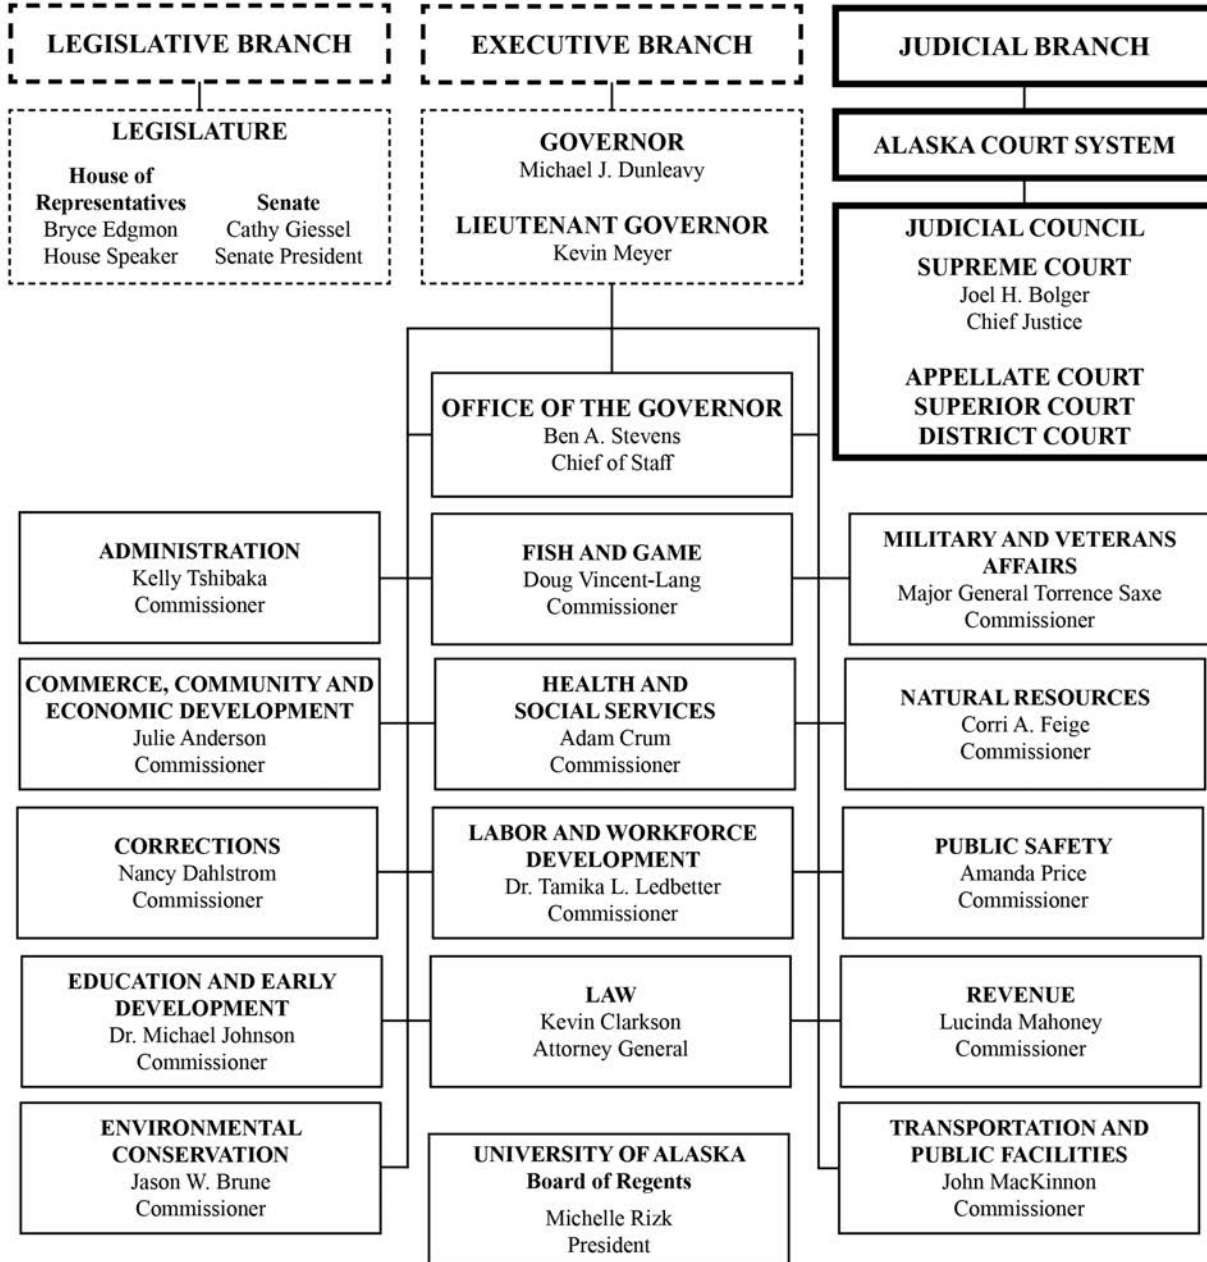 LEGISLATIVE BRANCH
LEGISLATURE
House of
Representatives
Bryce Edgmon
House Speaker
Senate
Cathy Giessel
Senate President
EXECUTIVE BRANCH
GOVERNOR
Michael J. Dunleavy
LIEUTENANT GOVERNOR
Kevin Meyer
JUDICIAL BRANCH
ALASKA COURT SYSTEM
JUDICIAL COUNCIL
SUPREME COURT
Joel H. Bolger
Chief Justice
APPELLATE COURT
SUPERIOR COURT
DISTRICT COURT
OFFICE OF THE GOVERNOR
Ben A. Stevens
Chief of Staff
ADMINISTRATION
Kelly Tshibaka
Commissioner
FISH AND GAME
Doug Vincent-Lang
Commissioner
MILITARY AND VETERANS
AFFAIRS
Major General Torrence Saxe
Commissioner
COMMERCE, COMMUNITY AND
ECONOMIC DEVELOPMENT
Julie Anderson
Commissioner
HEALTH AND
SOCIAL SERVICES
Adam Crum
Commissioner
NATURAL RESOURCES
Corri A. Feige
Commissioner
CORRECTIONS
Nancy Dahlstrom
Commissioner
LABOR AND WORKFORCE
DEVELOPMENT
Dr. Tamika L. Ledbetter
Commissioner
PUBLIC SAFETY
Amanda Price
Commissioner
EDUCATION AND EARLY
DEVELOPMENT
Dr. Michael Johnson
Commissioner
LAW
Kevin Clarkson
Attorney General
REVENUE
Lucinda Mahoney
Commissioner
ENVIRONMENTAL
CONSERVATION
Jason W. Brune
Commissioner
UNIVERSITY OF ALASKA
Board of Regents
Michelle Rizk
President
TRANSPORTATION AND
PUBLIC FACILITIES
John MacKinnon
Commissioner